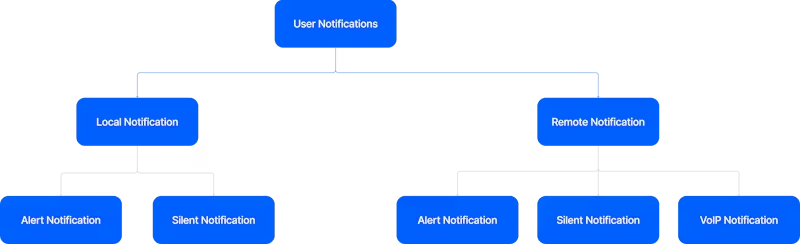 User Notifications
Local Notification
Remote Notification
Alert Notification
Silent Notification
Alert Notification
Silent Notification
VoIP Notification